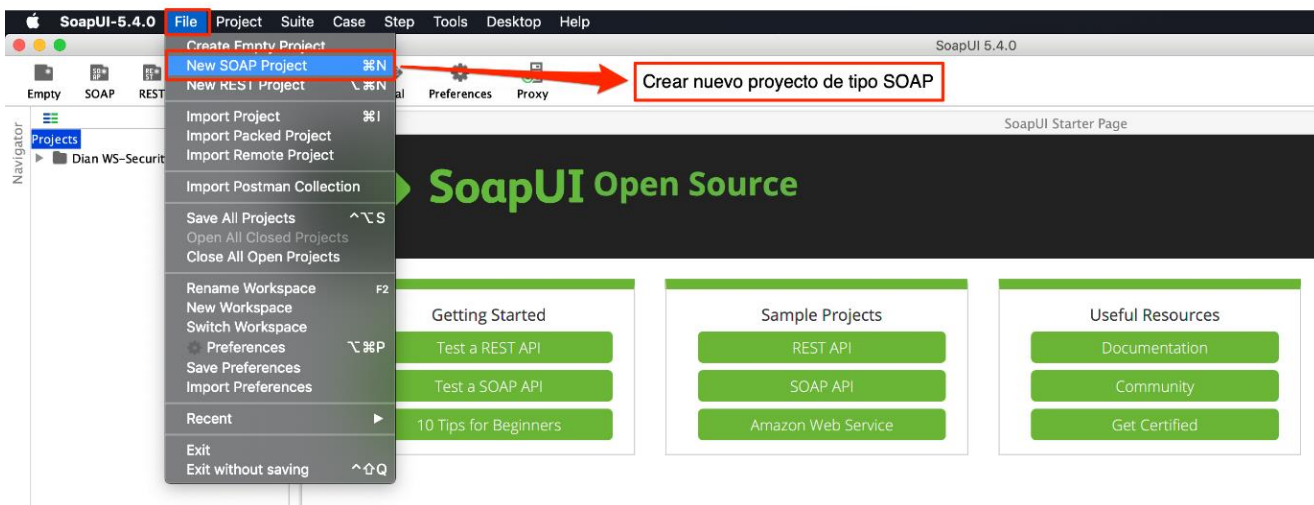 SoapUI-5.4.0 File Project Suite Case Step Tools Desktop Help
SoapUI 5.4.0
Create Empty Project
New SOAP Project ⌘N
New REST Project ⌥⌘N
Import Project ⌘I
Import Packed Project
Import Remote Project
Import Postman Collection
Save All Projects ^⌥S
Open All Closed Projects
Close All Open Projects
Rename Workspace F2
New Workspace
Switch Workspace
Preferences ⌥⌘P
Save Preferences
Import Preferences
Recent ▶
Exit
Exit without saving ^⇧Q
Crear nuevo proyecto de tipo SOAP
Empty SOAP REST Preferences Proxy
Navigator
Projects
Dian WS-Securit
SoapUI Starter Page
SoapUI Open Source
Getting Started
Test a REST API
Test a SOAP API
10 Tips for Beginners
Sample Projects
REST API
SOAP API
Amazon Web Service
Useful Resources
Documentation
Community
Get Certified